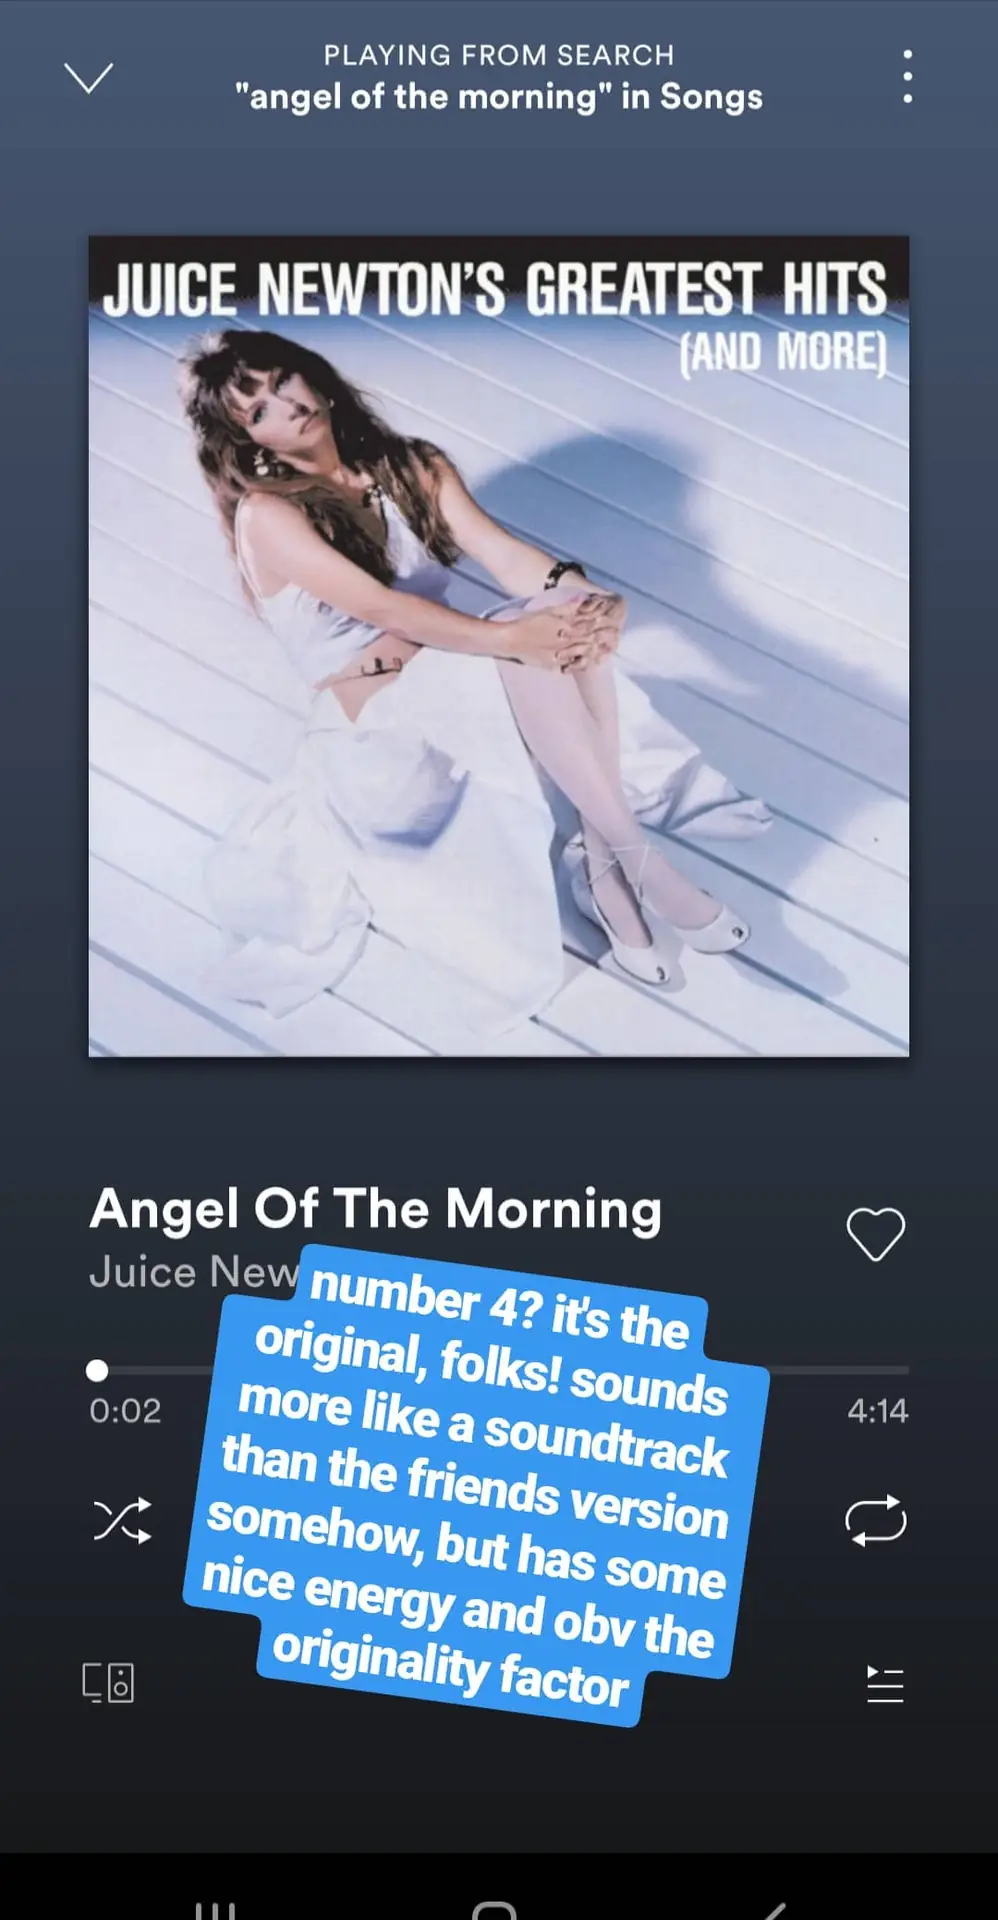 PLAYING FROM SEARCH
"angel of the morning" in Songs
JUICE NEWTON'S GREATEST HITS
(AND MORE)
Angel Of The Morning
Juice New
number 4? it's the
original, folks! sounds
more like a soundtrack
than the friends version
somehow, but has some
nice energy and obv the
originality factor
0:02
4:14